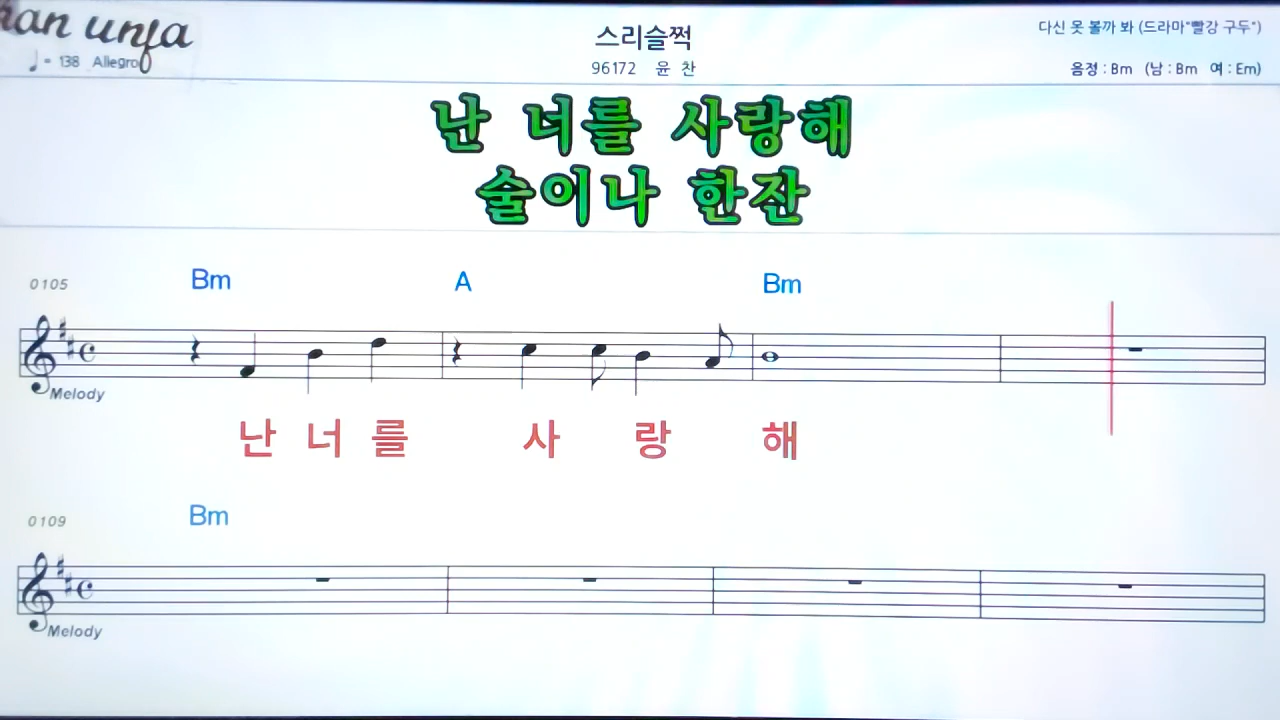 스리슬쩍
다신 못 볼까 봐 (드라마"빨강 구두")
♩= 138 Allegro
96172 윤 찬
음정 : Bm (남 : Bm 여 : Em)
난 너를 사랑해
술이나 한잔
0105 Bm A Bm
Melody
난 너 를 사 랑 해
0109 Bm
Melody